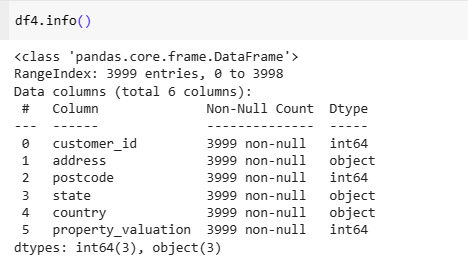 df4.info()
<class 'pandas.core.frame.DataFrame'>
RangeIndex: 3999 entries, 0 to 3998
Data columns (total 6 columns):
 #   Column              Non-Null Count  Dtype
---  ------              --------------  -----
 0   customer_id         3999 non-null   int64
 1   address             3999 non-null   object
 2   postcode            3999 non-null   int64
 3   state               3999 non-null   object
 4   country             3999 non-null   object
 5   property_valuation  3999 non-null   int64
dtypes: int64(3), object(3)